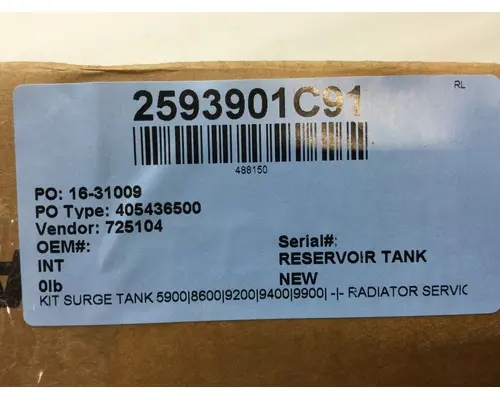 RL
2593901C91
488150
PO: 16-31009
PO Type: 405436500
Vendor: 725104
OEM#: Serial#:
INT RESERVOIR TANK
0lb NEW
KIT SURGE TANK 5900|8600|9200|9400|9900| -|- RADIATOR SERVIC